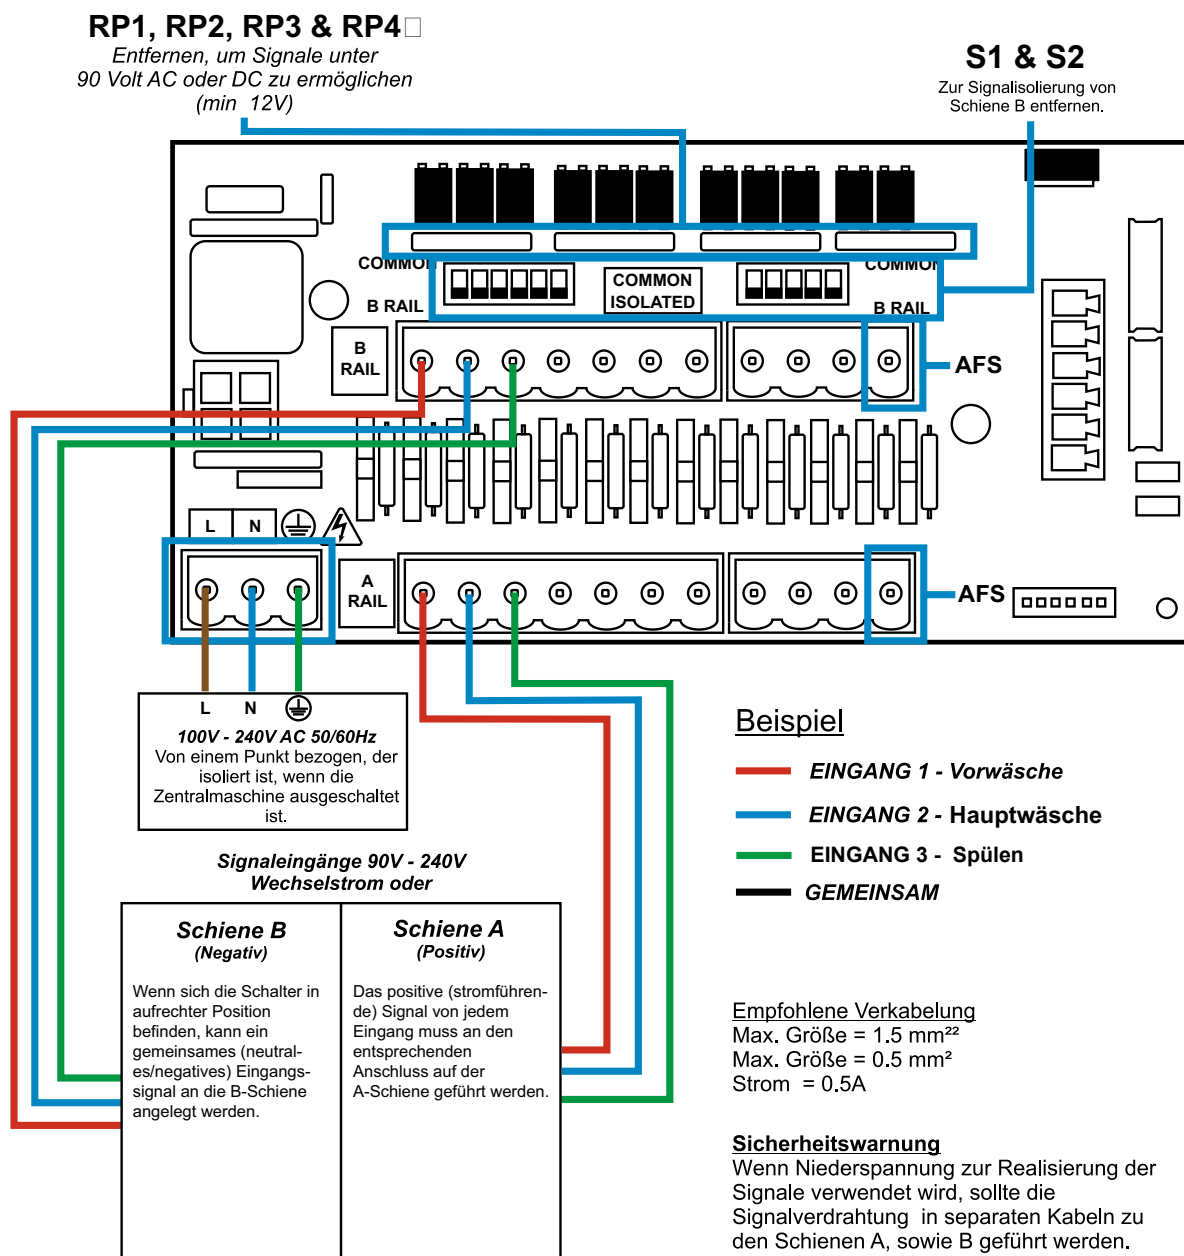 RP1, RP2, RP3 & RP4□
Entfernen, um Signale unter
90 Volt AC oder DC zu ermöglichen
(min 12V)
S1 & S2
Zur Signalisolierung von
Schiene B entfernen.
COMMON
COMMON
COMMON
ISOLATED
B RAIL
B RAIL
B
RAIL
AFS
L N
A
RAIL
AFS
L N
100V - 240V AC 50/60Hz
Von einem Punkt bezogen, der
isoliert ist, wenn die
Zentralmaschine ausgeschaltet
ist.
Beispiel
EINGANG 1 - Vorwäsche
EINGANG 2 - Hauptwäsche
EINGANG 3 - Spülen
GEMEINSAM
Signaleingänge 90V - 240V
Wechselstrom oder
Schiene B
(Negativ)
Wenn sich die Schalter in
aufrechter Position
befinden, kann ein
gemeinsames (neutral-
es/negatives) Eingangs-
signal an die B-Schiene
angelegt werden.
Schiene A
(Positiv)
Das positive (stromführen-
de) Signal von jedem
Eingang muss an den
entsprechenden
Anschluss auf der
A-Schiene geführt werden.
Empfohlene Verkabelung
Max. Größe = 1.5 mm²²
Max. Größe = 0.5 mm²
Strom = 0.5A
Sicherheitswarnung
Wenn Niederspannung zur Realisierung der
Signale verwendet wird, sollte die
Signalverdrahtung in separaten Kabeln zu
den Schienen A, sowie B geführt werden.